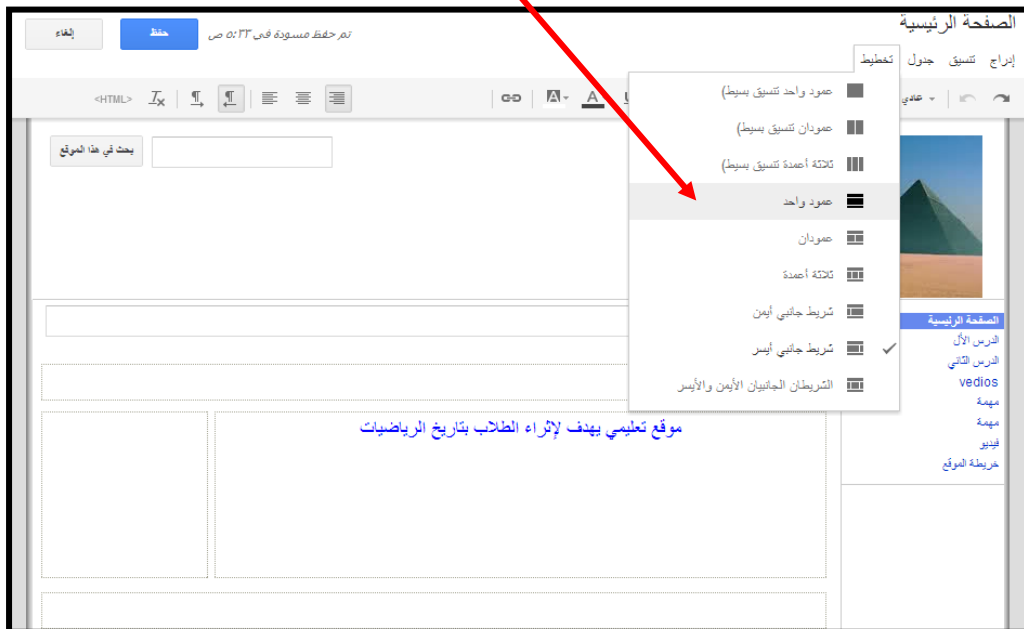 الصفحة الرئيسية
تم حفظ مسودة في ٥:٣٣ ص
حفظ
إلغاء
إدراج تنسيق جدول تخطيط
عادي
A A
<HTML>
عمود واحد تنسيق بسيط)
عمودان تنسيق بسيط)
ثلاثة أعمدة تنسيق بسيط)
عمود واحد
عمودان
ثلاثة أعمدة
شريط جانبي أيمن
شريط جانبي أيسر
الشريطان الجانبيان الأيمن والأيسر
بحث في هذا الموقع
الصفحة الرئيسية
الدرس الأل
الدرس الثاني
vedios
مهمة
مهمة
فيديو
خريطة الموقع
موقع تعليمي يهدف لإثراء الطلاب بتاريخ الرياضيات